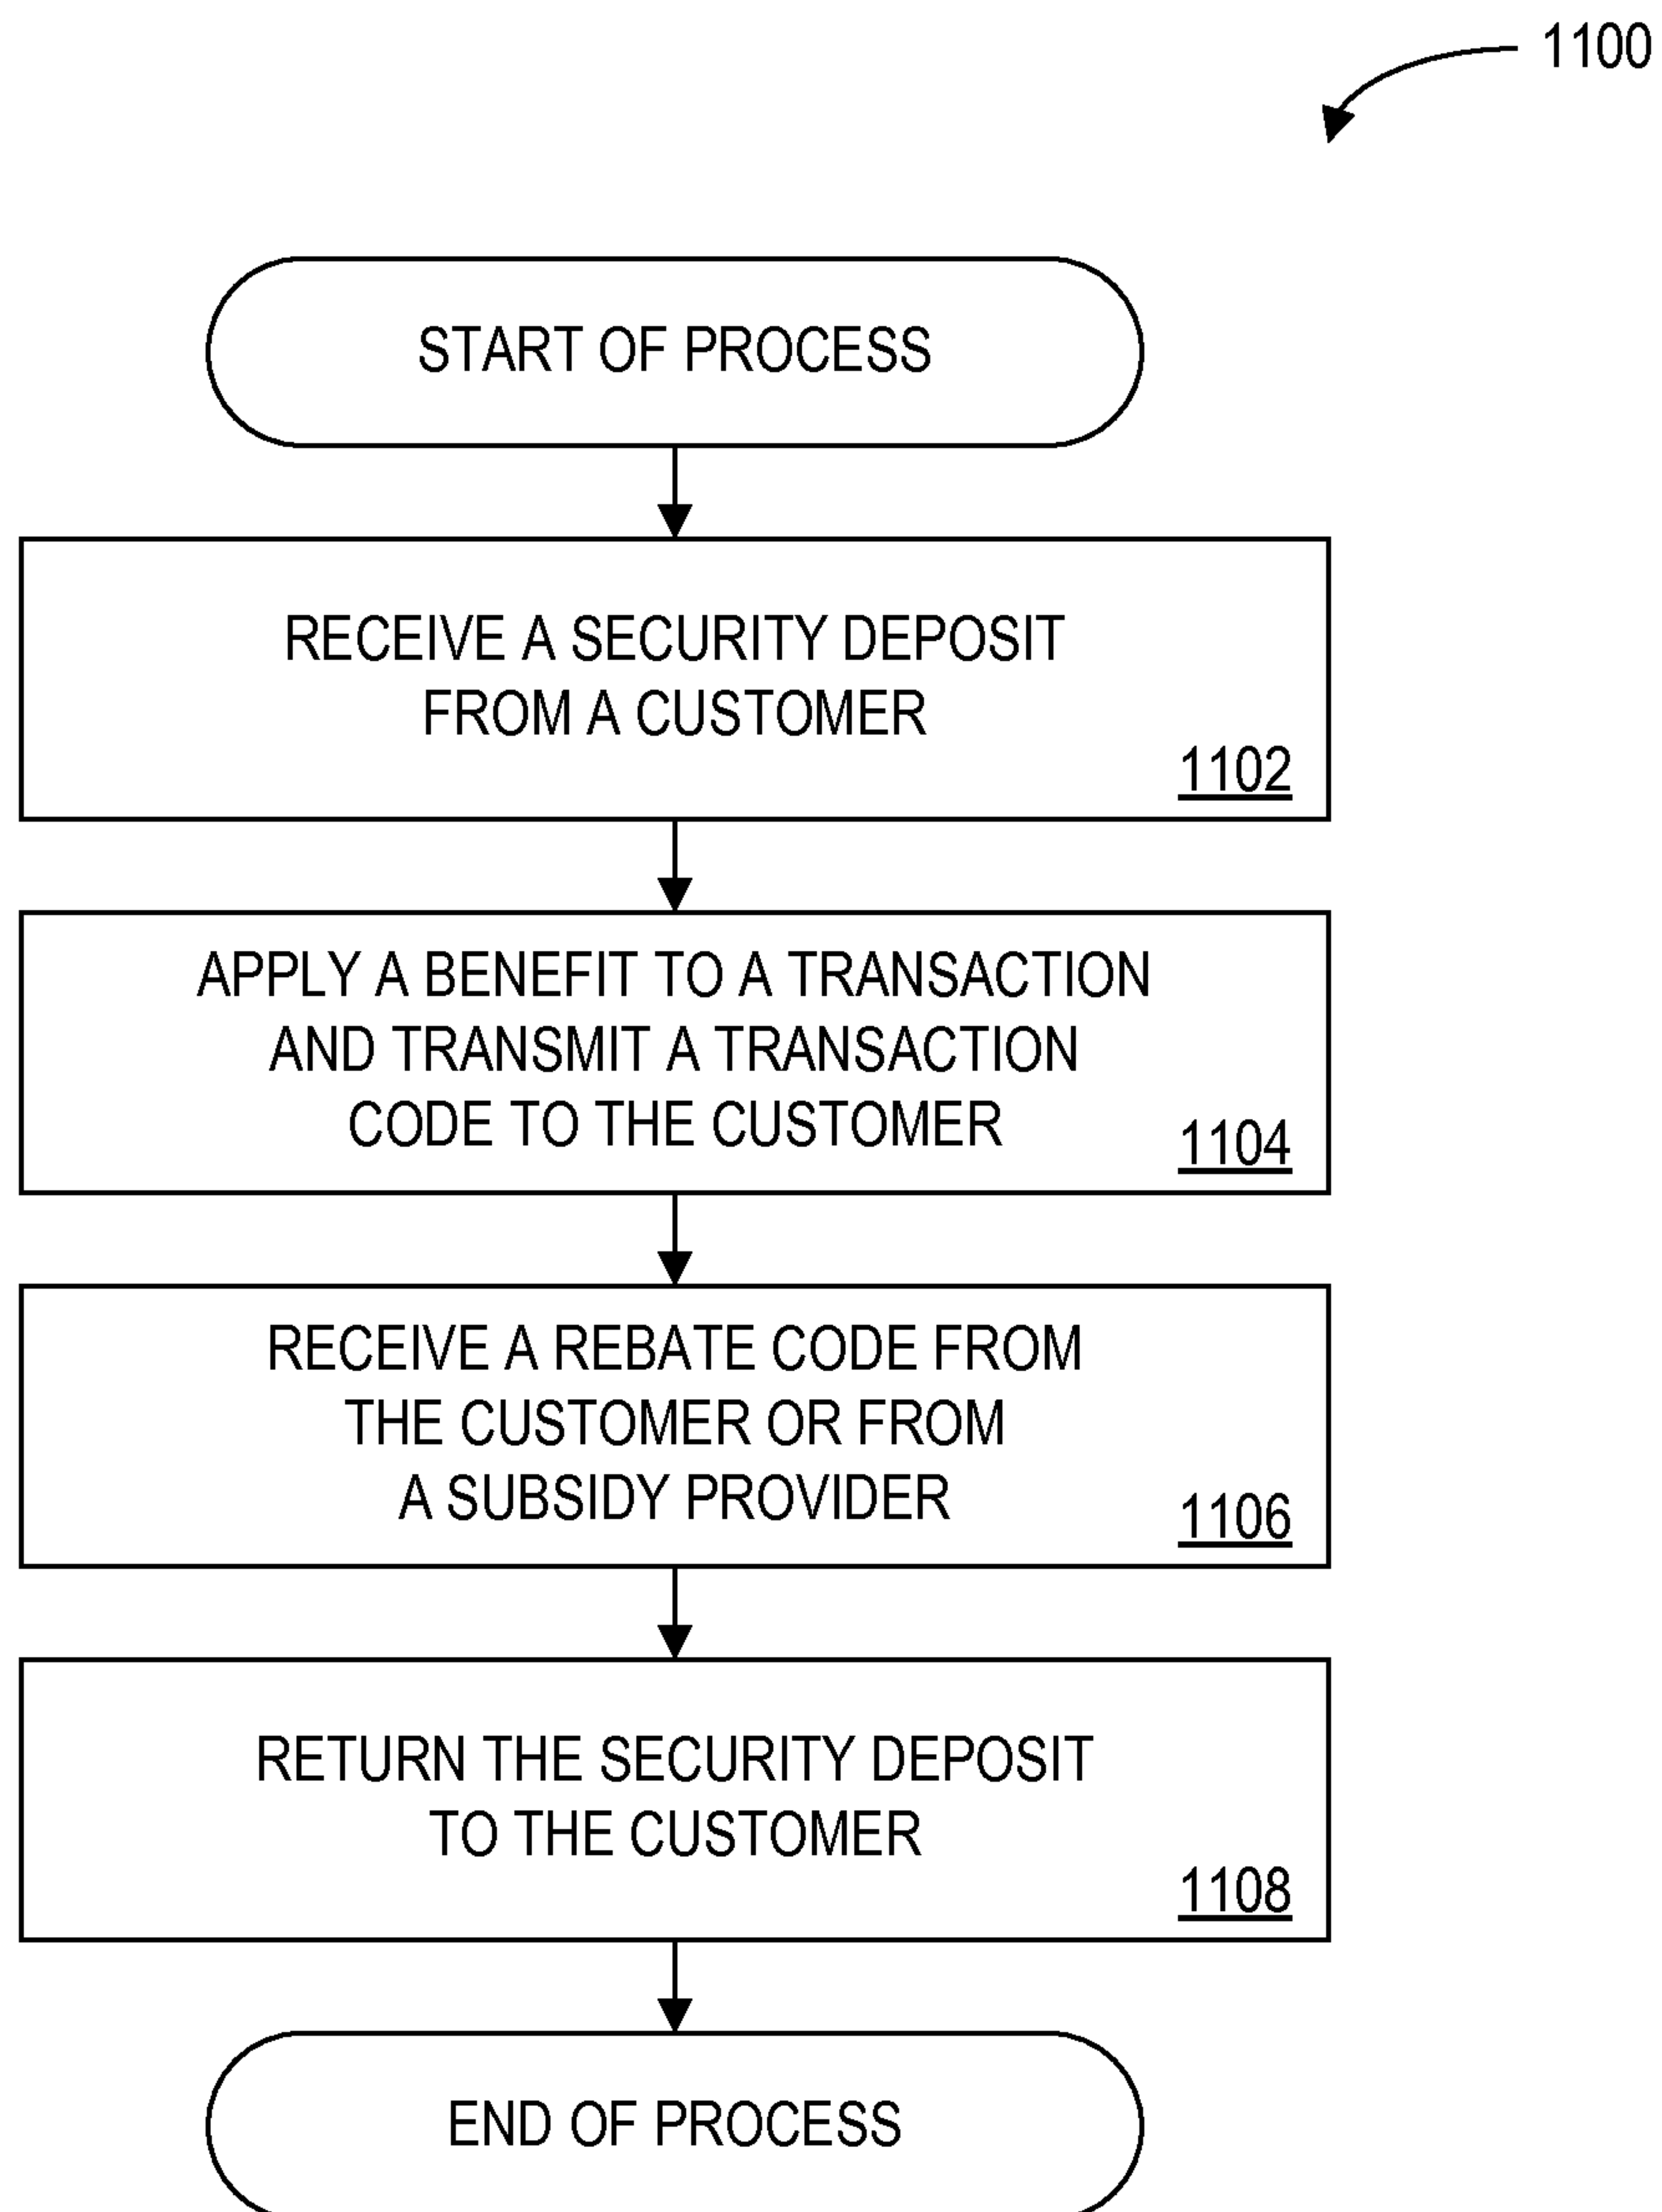 1100
START OF PROCESS
RECEIVE A SECURITY DEPOSIT
FROM A CUSTOMER
1102
APPLY A BENEFIT TO A TRANSACTION
AND TRANSMIT A TRANSACTION
CODE TO THE CUSTOMER
1104
RECEIVE A REBATE CODE FROM
THE CUSTOMER OR FROM
A SUBSIDY PROVIDER
1106
RETURN THE SECURITY DEPOSIT
TO THE CUSTOMER
1108
END OF PROCESS